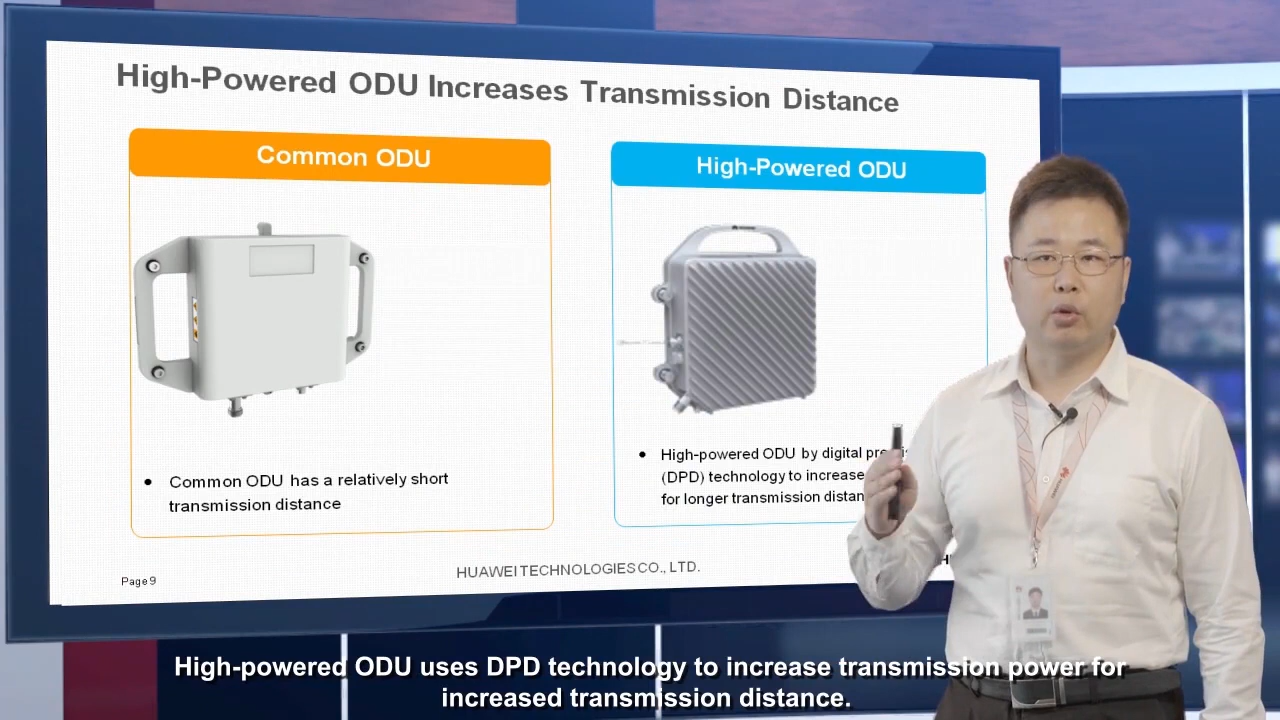 High-Powered ODU Increases Transmission Distance
Common ODU
High-Powered ODU
Common ODU has a relatively short
transmission distance
High-powered ODU by digital
(DPD) technology to increase
for longer transmission
Page 9
HUAWEI TECHNOLOGIES CO., LTD.
High-powered ODU uses DPD technology to increase transmission power for
increased transmission distance.